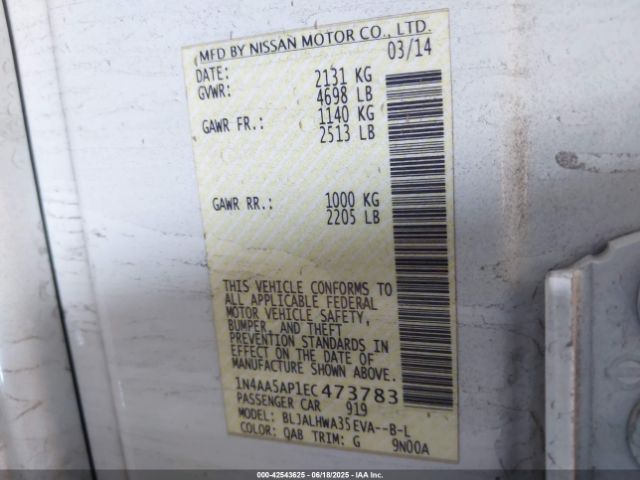 MFD BY NISSAN MOTOR CO., LTD.
DATE: 03/14
GVWR: 2131 KG
4698 LB
GAWR FR.: 1140 KG
2513 LB
GAWR RR.: 1000 KG
2205 LB
THIS VEHICLE CONFORMS TO
ALL APPLICABLE FEDERAL
MOTOR VEHICLE SAFETY,
BUMPER, AND THEFT
PREVENTION STANDARDS IN
EFFECT ON THE DATE OF
MANUFACTURE SHOWN ABOVE.
1N4AA5AP1EC473783
PASSENGER CAR 919
MODEL: BLJALHWA35EVA--B-L
COLOR: QAB TRIM: G 9N00A
00-42543625 - 06/18/2025 - IAAI.COM